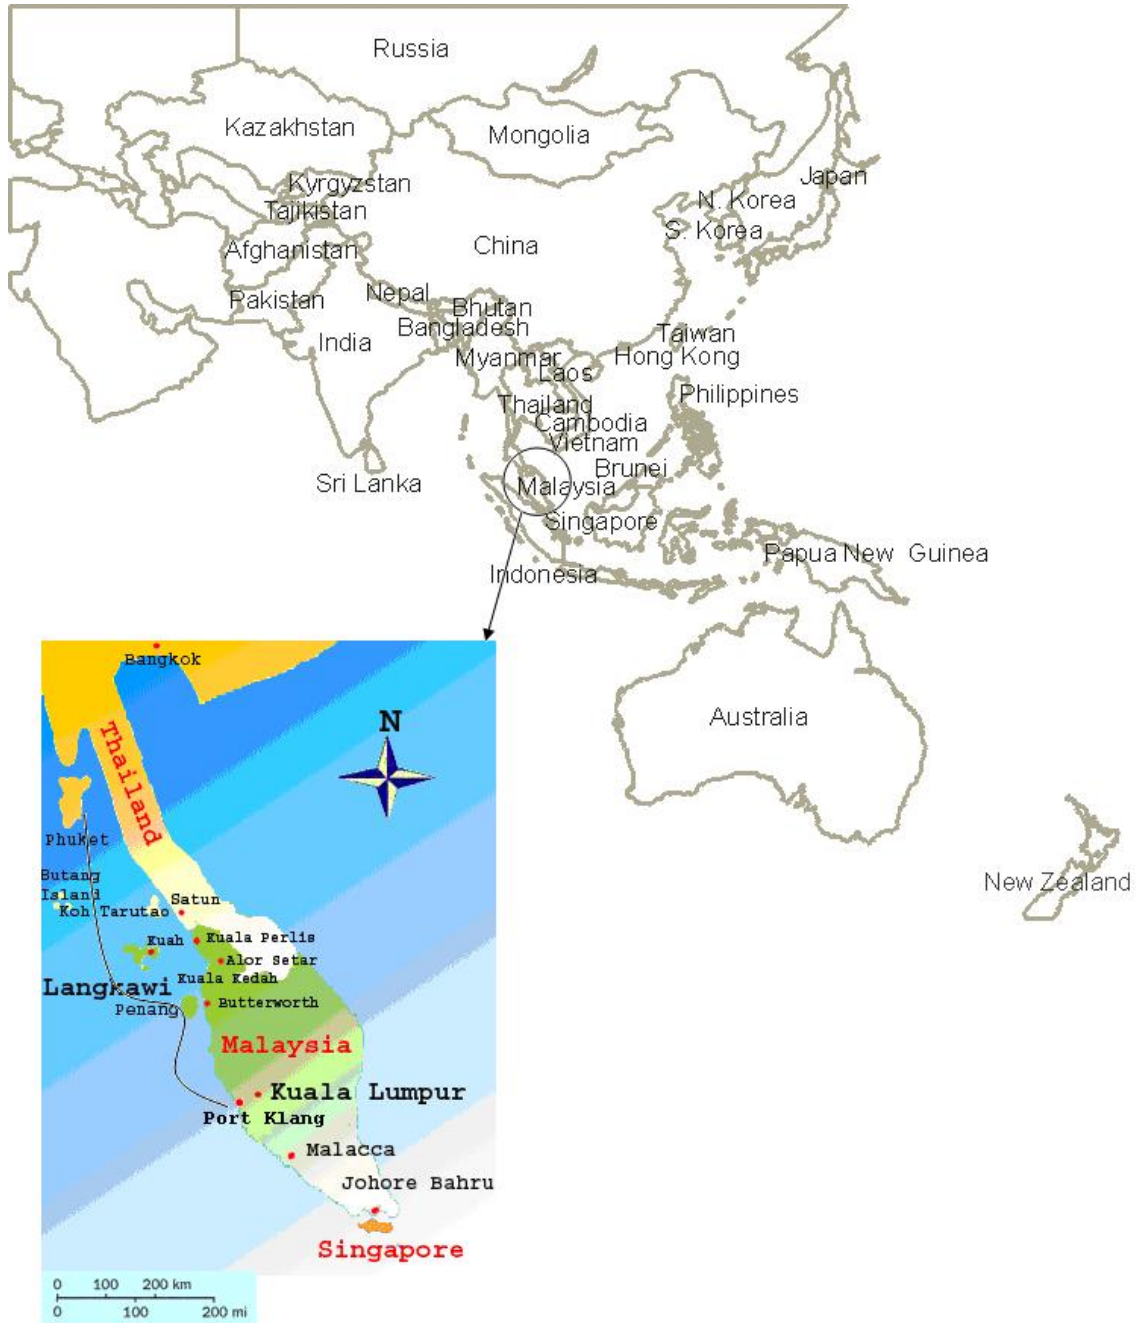 Russia
Kazakhstan
Mongolia
Kyrgyzstan
Japan
N. Korea
Tajikistan
S. Korea
China
Afghanistan
Nepal
Pakistan
Bhutan
Bangladesh
Taiwan
India
Hong Kong
Myanmar
Laos
Philippines
Thailand
Cambodia
Vietnam
Brunei
Sri Lanka
Malaysia
Singapore
Papua New Guinea
Indonesia
Australia
New Zealand
Bangkok
N
Thailand
Phuket
Butang
Island
Satun
Koh Tarutao
Kuah
Kuala Perlis
Alor Setar
Kuala Kedah
Langkawi
Penang
Butterworth
Malaysia
Kuala Lumpur
Port Klang
Malacca
Johore Bahru
Singapore
0 100 200 km
0 100 200 mi